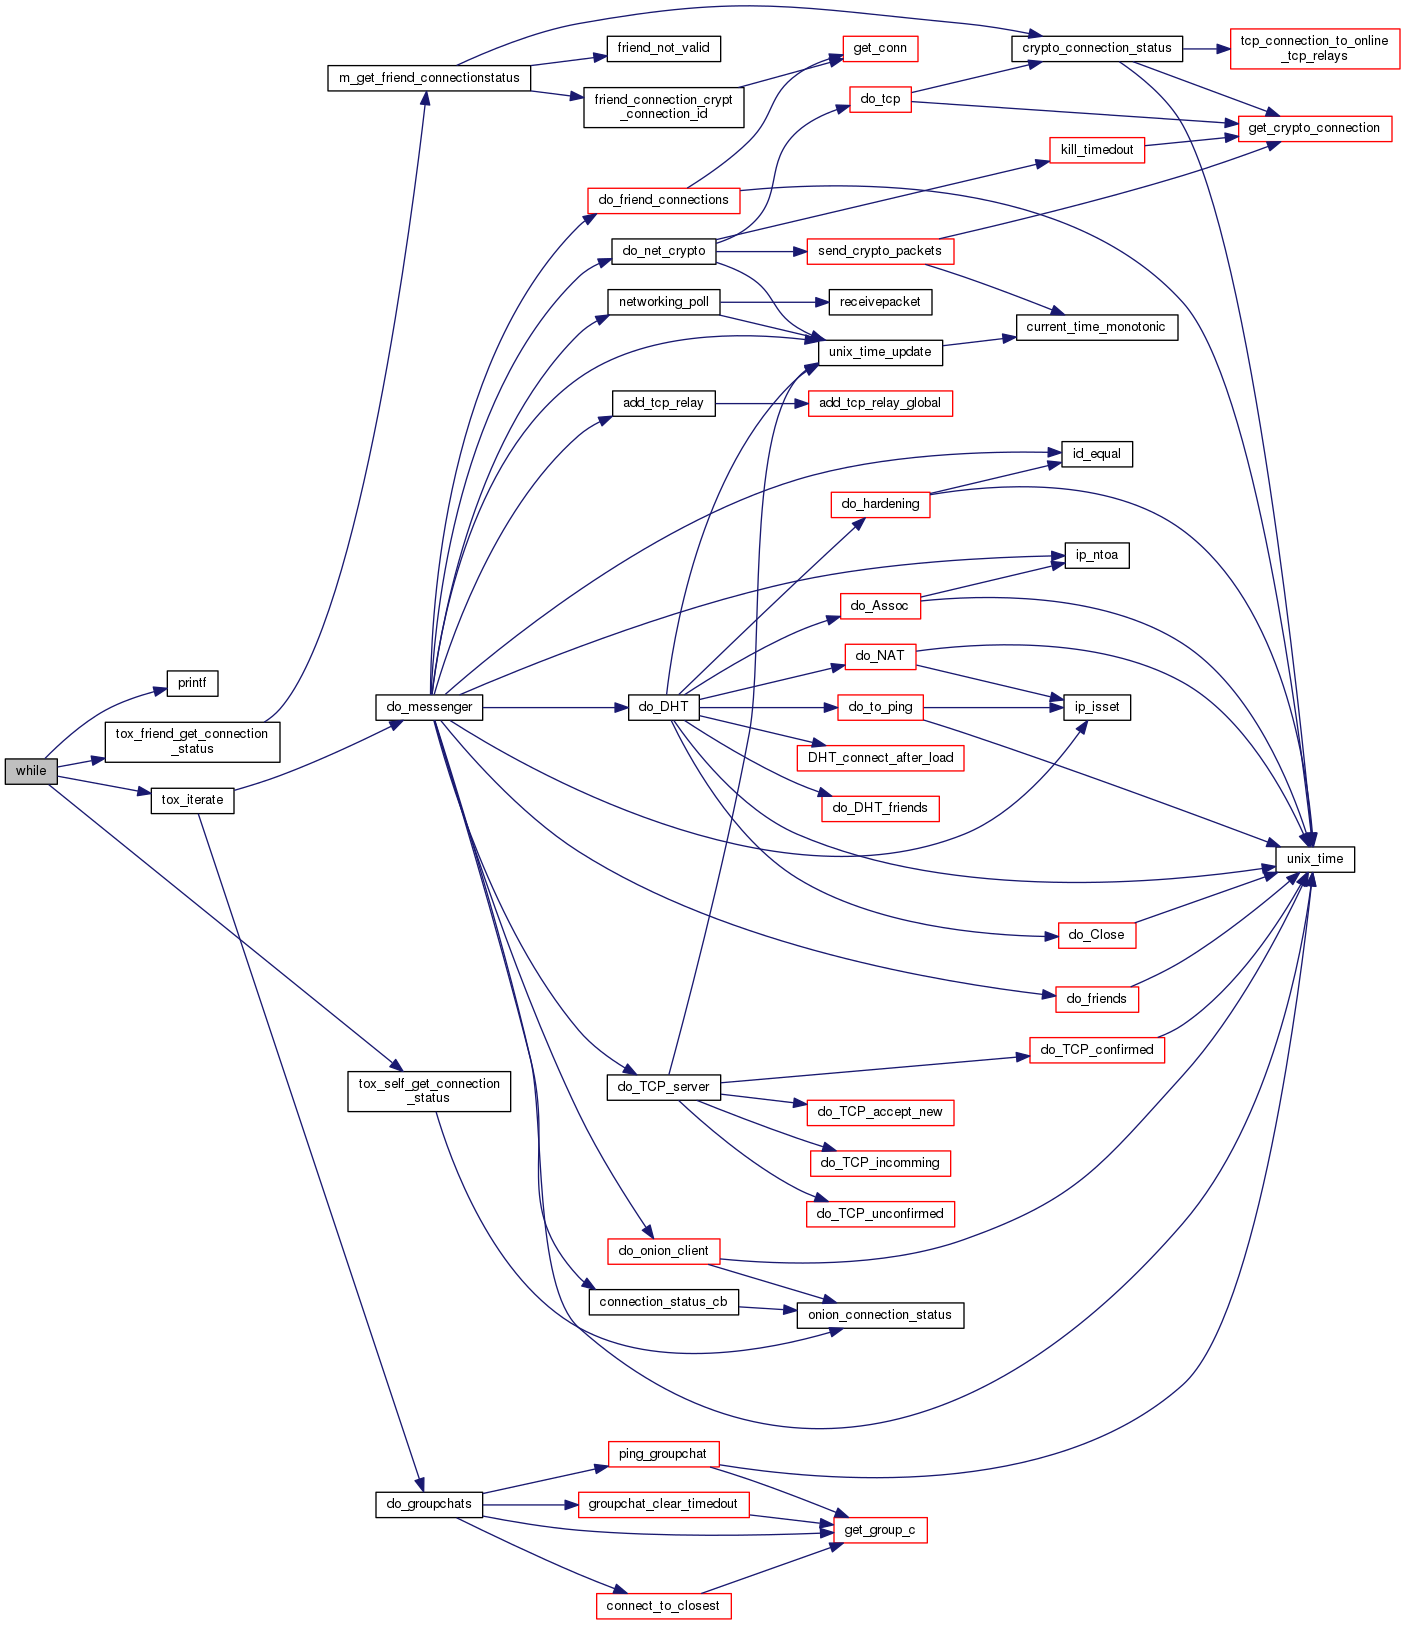 tcp_connection_to_online
_tcp_relays
friend_not_valid
get_conn
crypto_connection_status
m_get_friend_connectionstatus
friend_connection_crypt
_connection_id
do_tcp
get_crypto_connection
kill_timedout
do_friend_connections
do_net_crypto
send_crypto_packets
networking_poll
receivepacket
current_time_monotonic
unix_time_update
add_tcp_relay
add_tcp_relay_global
id_equal
do_hardening
ip_ntoa
do_Assoc
do_NAT
printf
do_messenger
do_DHT
do_to_ping
ip_isset
tox_friend_get_connection
_status
DHT_connect_after_load
while
tox_iterate
do_DHT_friends
unix_time
do_Close
do_friends
do_TCP_confirmed
tox_self_get_connection
_status
do_TCP_server
do_TCP_accept_new
do_TCP_incomming
do_TCP_unconfirmed
do_onion_client
connection_status_cb
onion_connection_status
ping_groupchat
do_groupchats
groupchat_clear_timedout
get_group_c
connect_to_closest